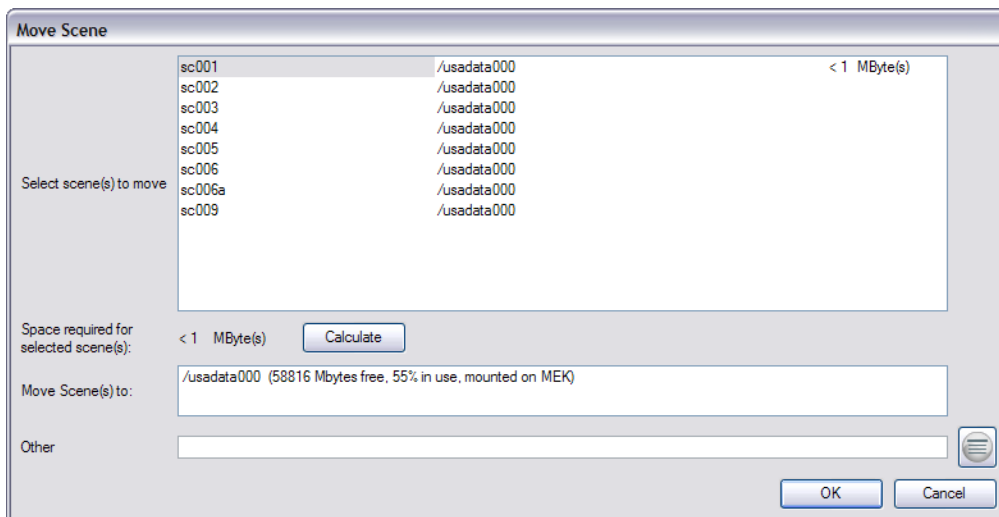 Move Scene
sc001 /usadata000 < 1 MByte(s)
sc002 /usadata000
sc003 /usadata000
sc004 /usadata000
sc005 /usadata000
sc006 /usadata000
sc006a /usadata000
sc009 /usadata000
Select scene(s) to move
Space required for
selected scene(s):
< 1 MByte(s)
Calculate
Move Scene(s) to:
/usadata000 (58816 Mbytes free, 55% in use, mounted on MEK)
Other
OK
Cancel